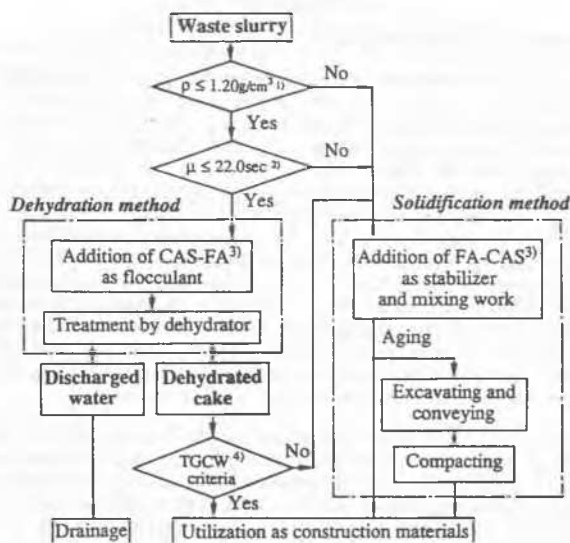 Waste slurry
ρ ≤ 1.20g/cm³ ¹⁾
No
Yes
μ ≤ 22.0sec ²⁾
No
Yes
Dehydration method
Solidification method
Addition of CAS-FA³⁾
as flocculant
Addition of FA-CAS³⁾
as stabilizer
and mixing work
Treatment by dehydrator
Aging
Discharged
water
Dehydrated
cake
Excavating and
conveying
TGCW ⁴⁾
criteria
No
Compacting
Yes
Drainage
Utilization as construction materials